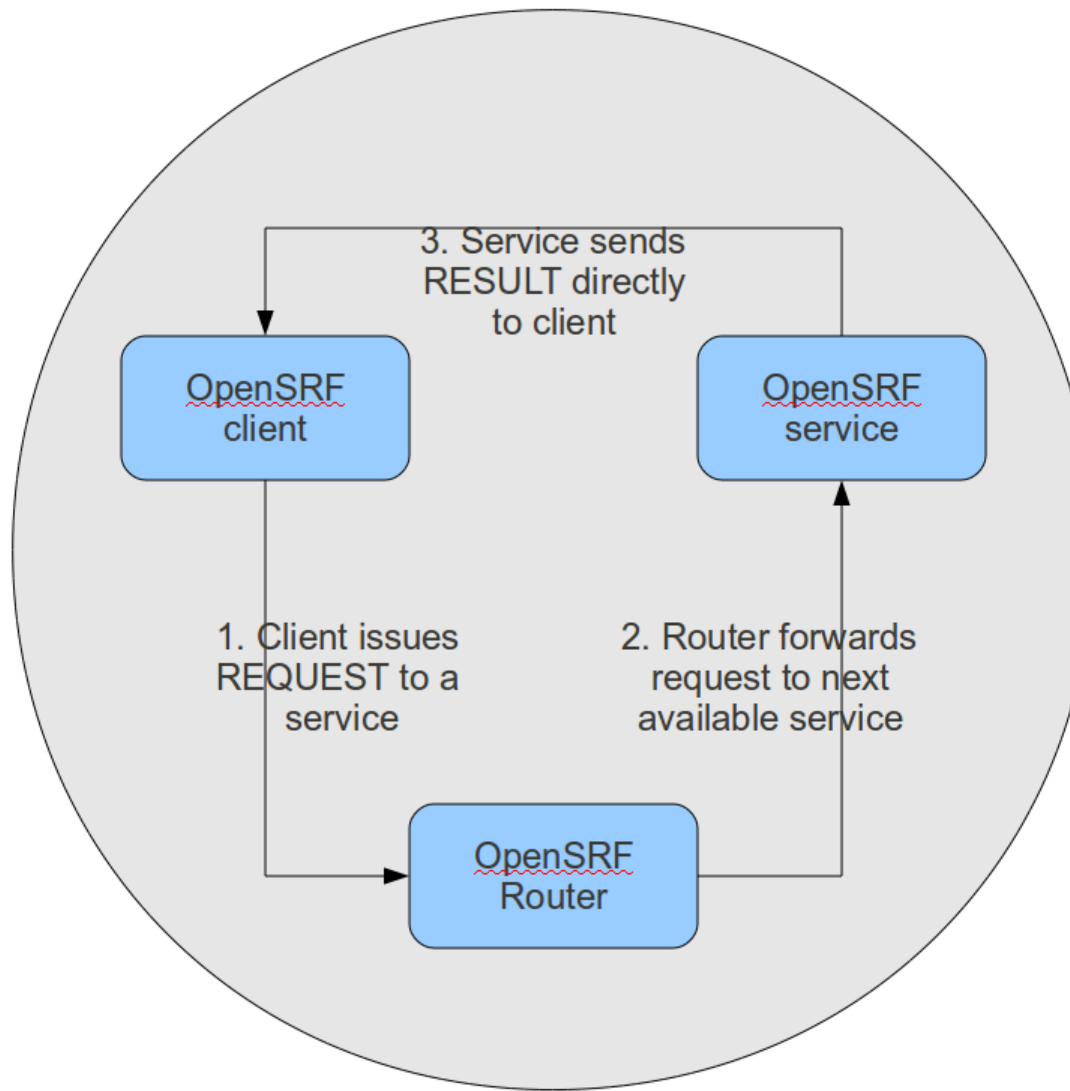 3. Service sends
RESULT directly
to client
OpenSRF
client
OpenSRF
service
1. Client issues
REQUEST to a
service
2. Router forwards
request to next
available service
OpenSRF
Router